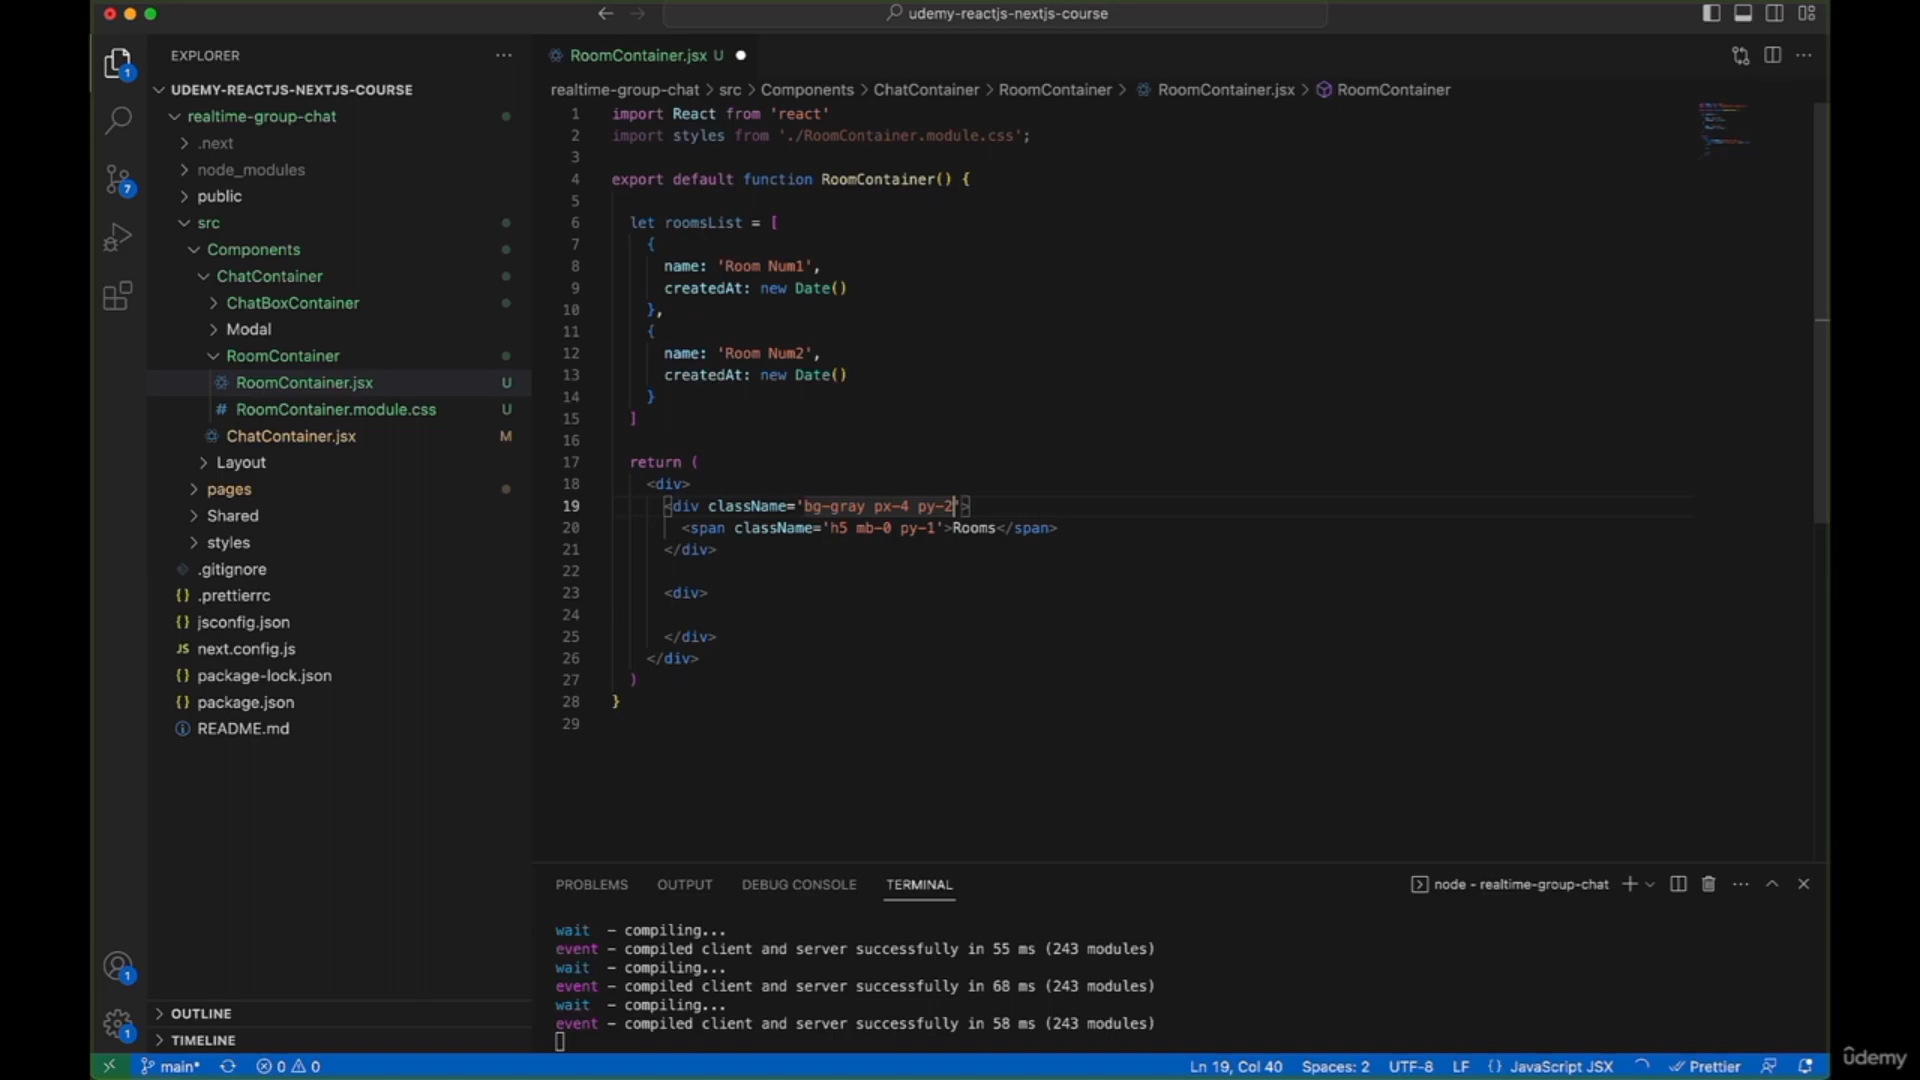 udemy-reactjs-nextjs-course
EXPLORER
UDEMY-REACTJS-NEXTJS-COURSE
realtime-group-chat
.next
node_modules
public
src
Components
ChatContainer
ChatBoxContainer
Modal
RoomContainer
RoomContainer.jsx U
RoomContainer.module.css U
ChatContainer.jsx M
Layout
pages
Shared
styles
.gitignore
{} .prettierrc
{} jsconfig.json
JS next.config.js
{} package-lock.json
{} package.json
README.md
OUTLINE
TIMELINE
1
7
1
1
RoomContainer.jsx U
realtime-group-chat > src > Components > ChatContainer > RoomContainer > RoomContainer.jsx > RoomContainer
1 import React from 'react'
2 import styles from './RoomContainer.module.css';
3
4 export default function RoomContainer() {
5
6 let roomsList = [
7 {
8 name: 'Room Num1',
9 createdAt: new Date()
10 },
11 {
12 name: 'Room Num2',
13 createdAt: new Date()
14 }
15 ]
16
17 return (
18 <div>
19 <div className='bg-gray px-4 py-2'>
20 <span className='h5 mb-0 py-1'>Rooms</span>
21 </div>
22
23 <div>
24
25 </div>
26 </div>
27 )
28 }
29
PROBLEMS OUTPUT DEBUG CONSOLE TERMINAL
node - realtime-group-chat
wait - compiling...
event - compiled client and server successfully in 55 ms (243 modules)
wait - compiling...
event - compiled client and server successfully in 68 ms (243 modules)
wait - compiling...
event - compiled client and server successfully in 58 ms (243 modules)
main* 0 0
Ln 19, Col 40 Spaces: 2 UTF-8 LF {} JavaScript JSX Prettier
ûdemy